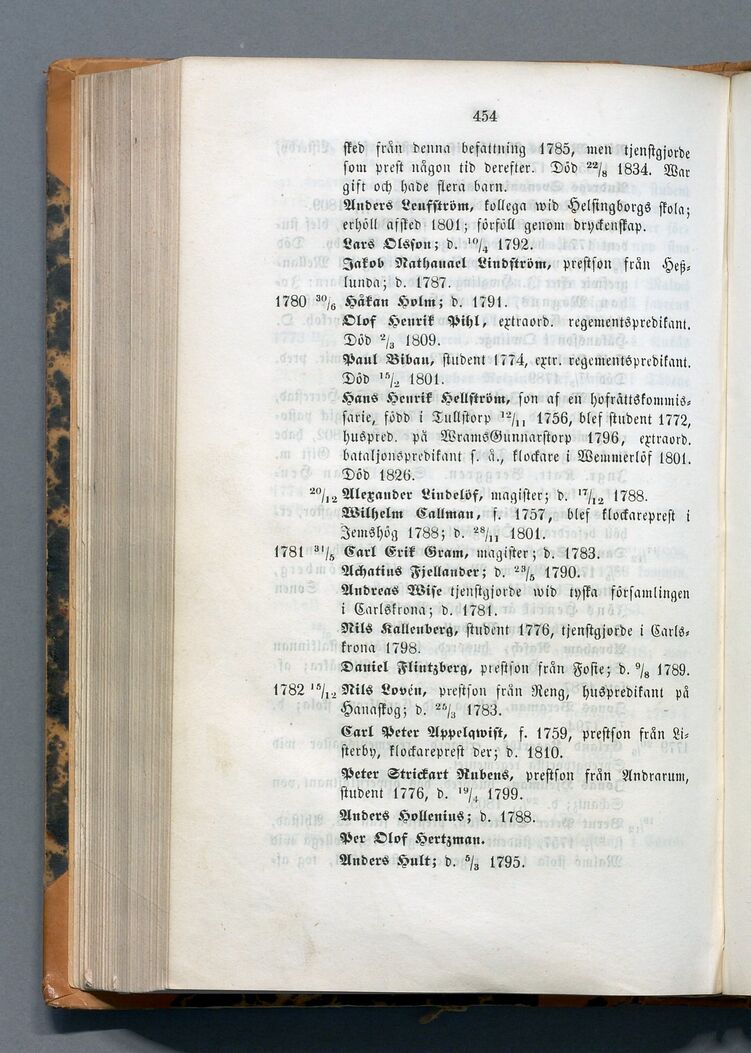 454
sked från denna befattning 1785, men tjenstgjorde
som prest någon tid derefter. Död 22/8 1834. War
gift och hade flera barn.
Anders Leufström, kollega wid Helsingborgs skola;
erhöll afsked 1801; förföll genom dryckenskap.
Lars Olsson; d. 10/4 1792.
Jakob Nathanael Lindström, prestson från Heß-
lunda; d. 1787.
1780 30/6 Håkan Holm; d. 1791.
Olof Henrik Pihl, extraord. regementspredikant.
Död 2/3 1809.
Paul Bibau, student 1774, extr. regementspredikant.
Död 15/2 1801.
Hans Henrik Hellström, son af en hofrättskommis-
sarie, född i Tullstorp 12/11 1756, blef student 1772,
huspred. på WramsGunnarstorp 1796, extraord.
bataljonspredikant s. å., klockare i Wemmerlöf 1801.
Död 1826.
20/12 Alexander Lindelöf, magister; d. 17/12 1788.
Wilhelm Callman, f. 1757, blef klockareprest i
Jemshög 1788; d. 28/11 1801.
1781 31/5 Carl Erik Gram, magister; d. 1783.
Achatius Fjellander; d. 23/5 1790.
Andreas Wise tjenstgjorde wid tyska församlingen
i Carlskrona; d. 1781.
Nils Kallenberg, student 1776, tjenstgjorde i Carls-
krona 1798.
Daniel Flintzberg, prestson från Fosie; d. 9/8 1789.
1782 15/12 Nils Lovén, prestson från Reng, huspredikant på
Hanaskog; d. 25/3 1783.
Carl Peter Appelqwist, f. 1759, prestson från Li-
sterby, klockareprest der; d. 1810.
Peter Strickart Rubens, prestson från Andrarum,
student 1776, d. 19/4 1799.
Anders Hollenius; d. 1788.
Per Olof Hertzman.
Anders Hult; d. 5/3 1795.